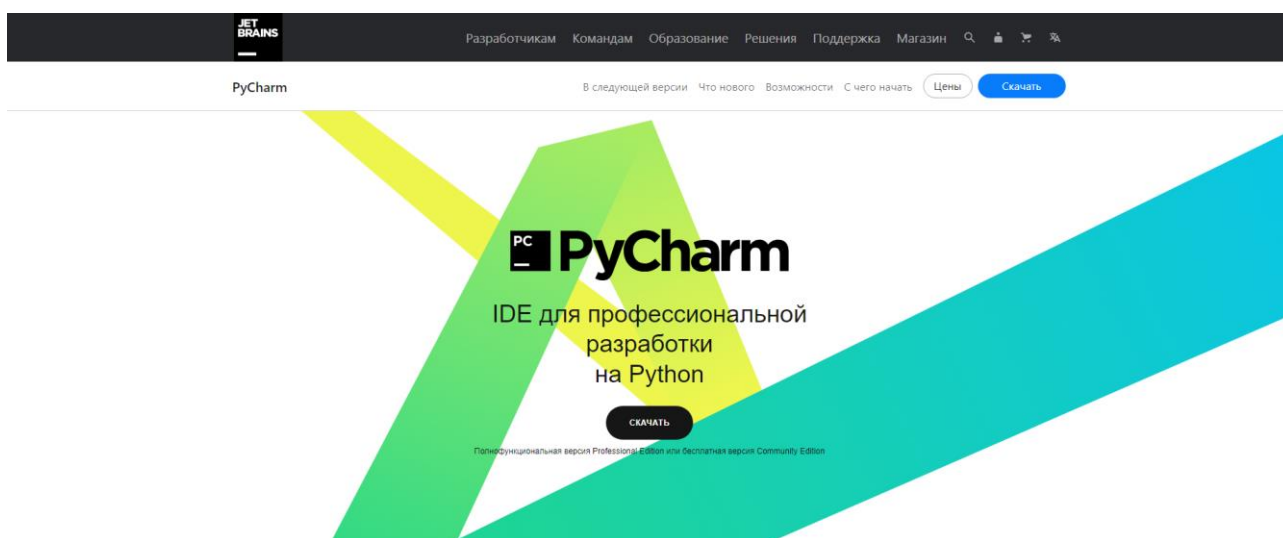 JET
BRAINS
Разработчикам Командам Образование Решения Поддержка Магазин
PyCharm
В следующей версии Что нового Возможности С чего начать Цены Скачать
PC PyCharm
IDE для профессиональной
разработки
на Python
СКАЧАТЬ
Полнофункциональная версия Professional Edition или бесплатная версия Community Edition